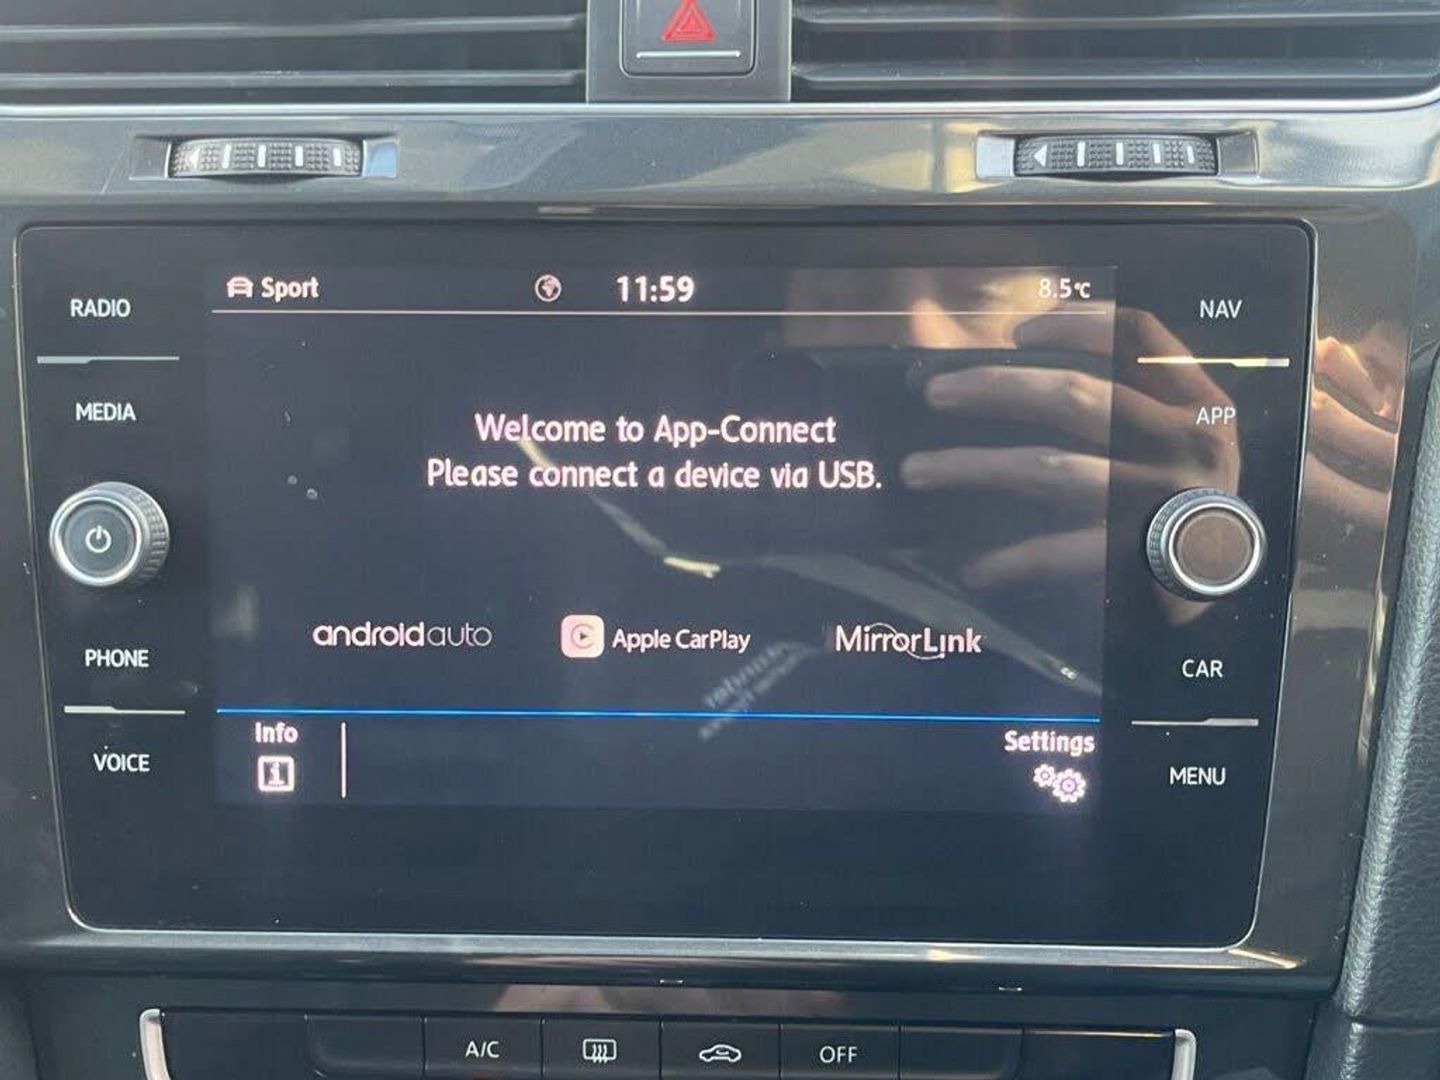 RADIO
MEDIA
PHONE
VOICE
Sport
11:59
8.5°C
Welcome to App-Connect
Please connect a device via USB.
androidauto
Apple CarPlay
MirrorLink
Info
Settings
NAV
APP
CAR
MENU
A/C
OFF